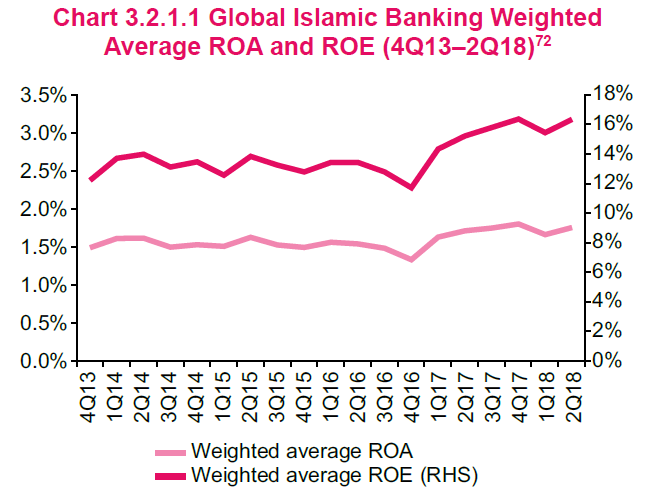 Chart 3.2.1.1 Global Islamic Banking Weighted
Average ROA and ROE (4Q13–2Q18)72
3.5%
3.0%
2.5%
2.0%
1.5%
1.0%
0.5%
0.0%
18%
16%
14%
12%
10%
8%
6%
4%
2%
0%
4Q13
1Q14
2Q14
3Q14
4Q14
1Q15
2Q15
3Q15
4Q15
1Q16
2Q16
3Q16
4Q16
1Q17
2Q17
3Q17
4Q17
1Q18
2Q18
Weighted average ROA
Weighted average ROE (RHS)